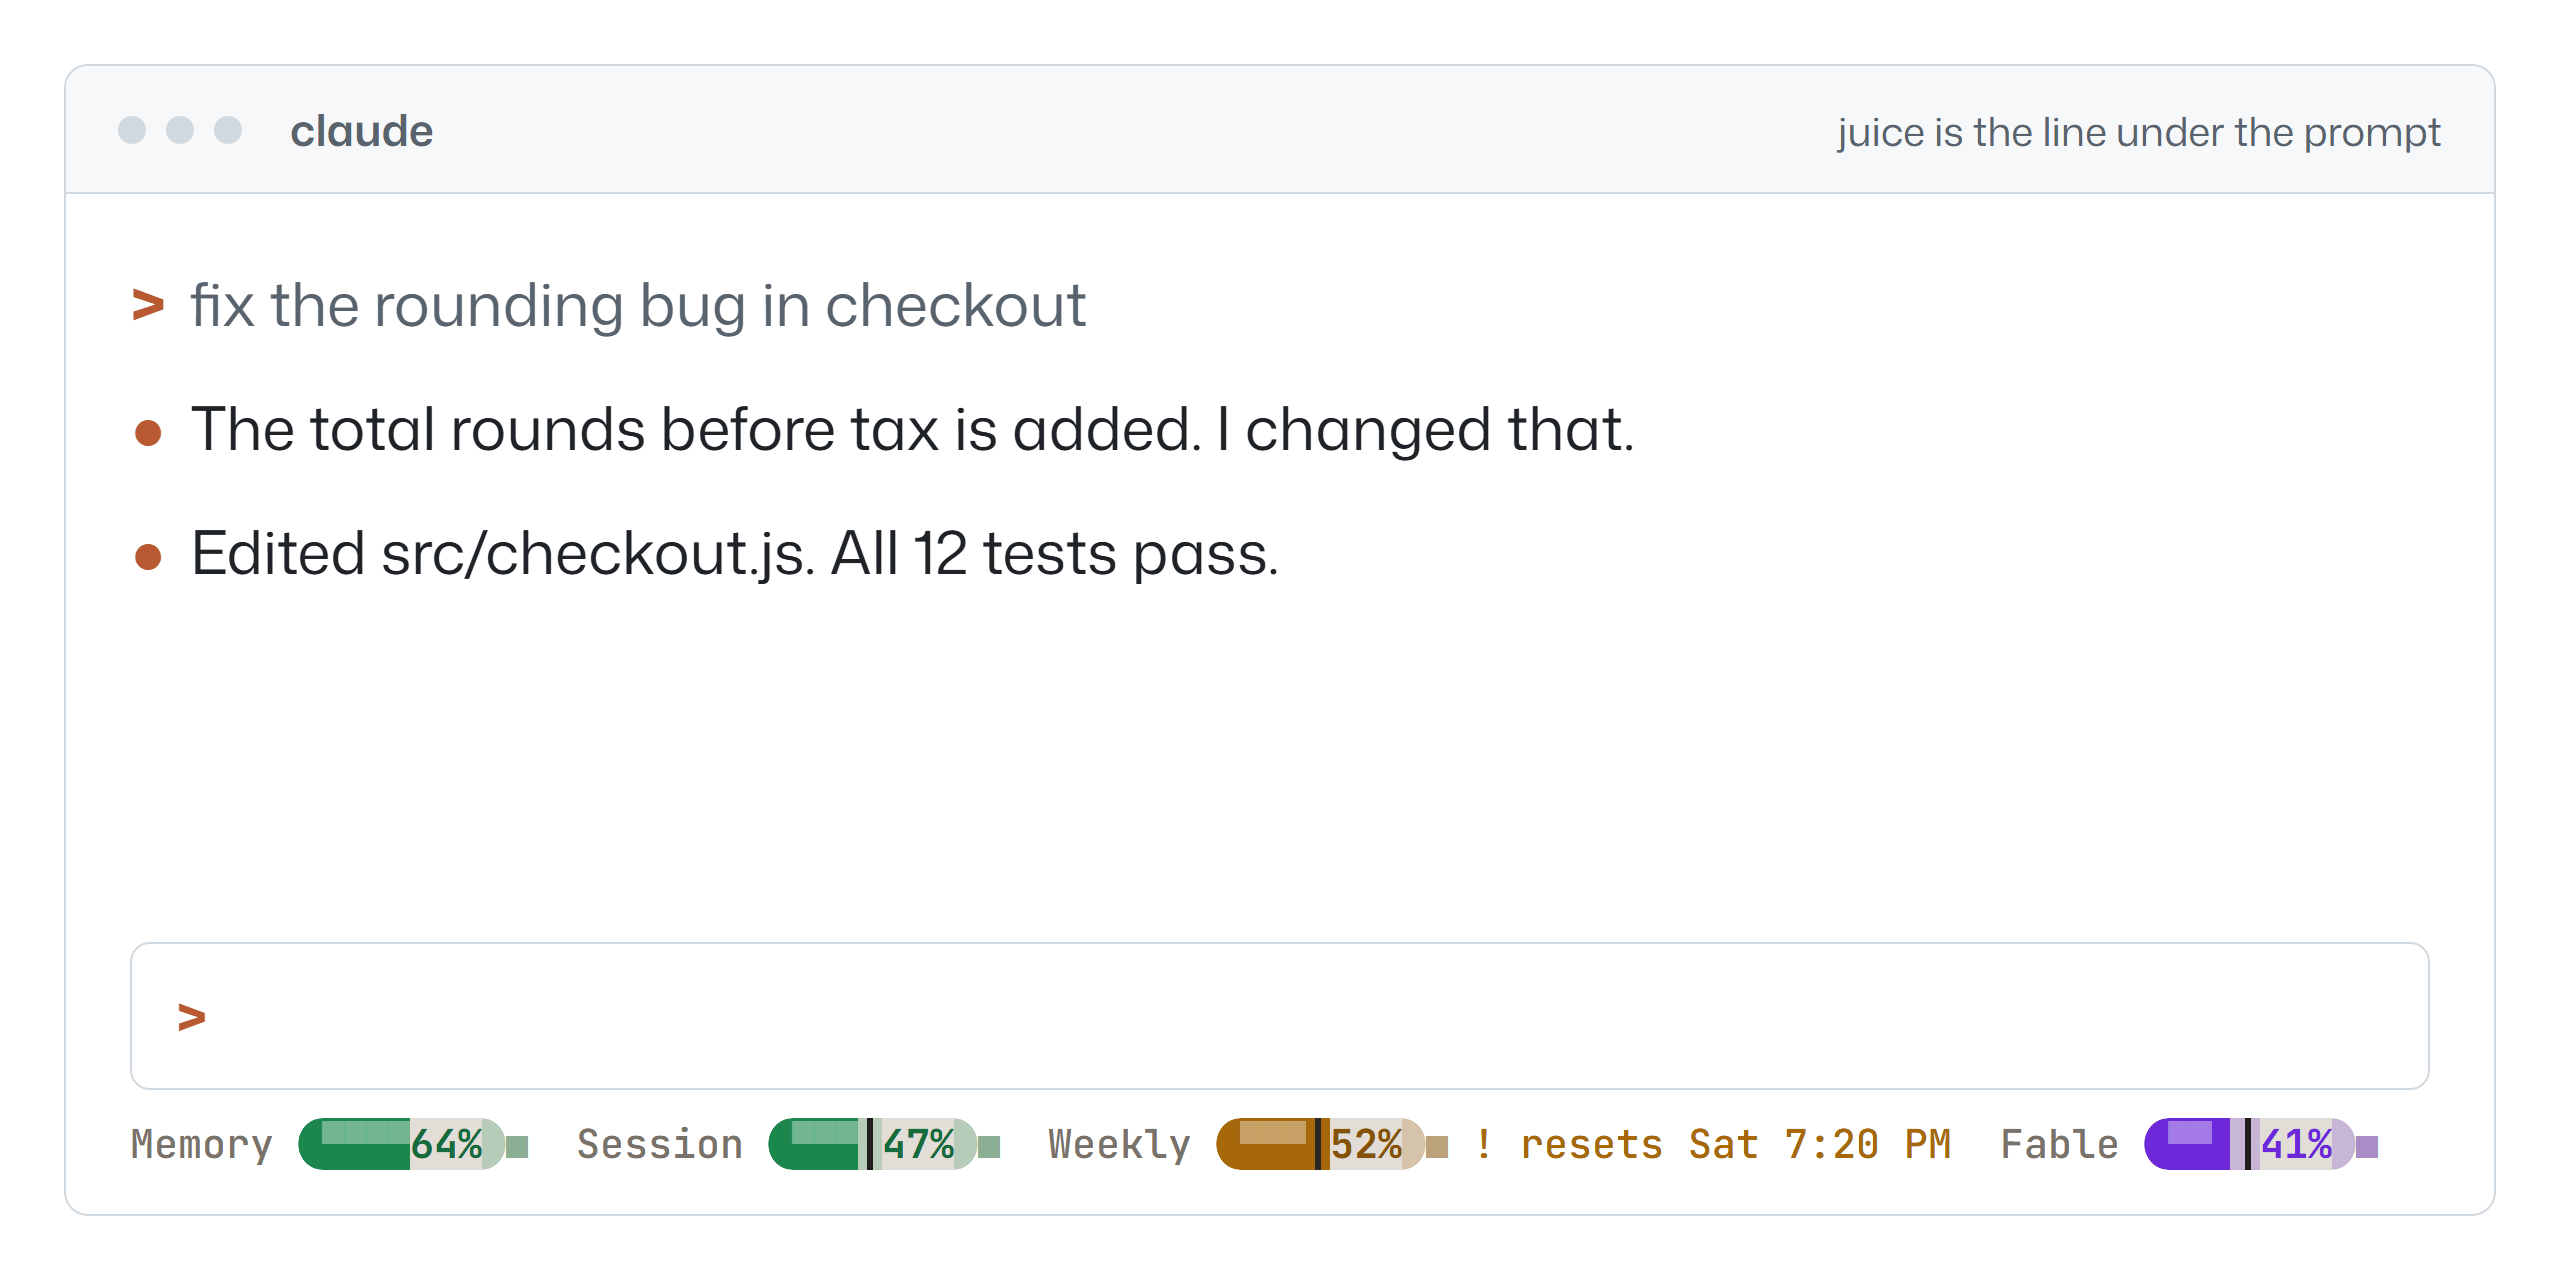 claude
juice is the line under the prompt
> fix the rounding bug in checkout
● The total rounds before tax is added. I changed that.
● Edited src/checkout.js. All 12 tests pass.
>
Memory 64% Session 47% Weekly 52% ! resets Sat 7:20 PM Fable 41%